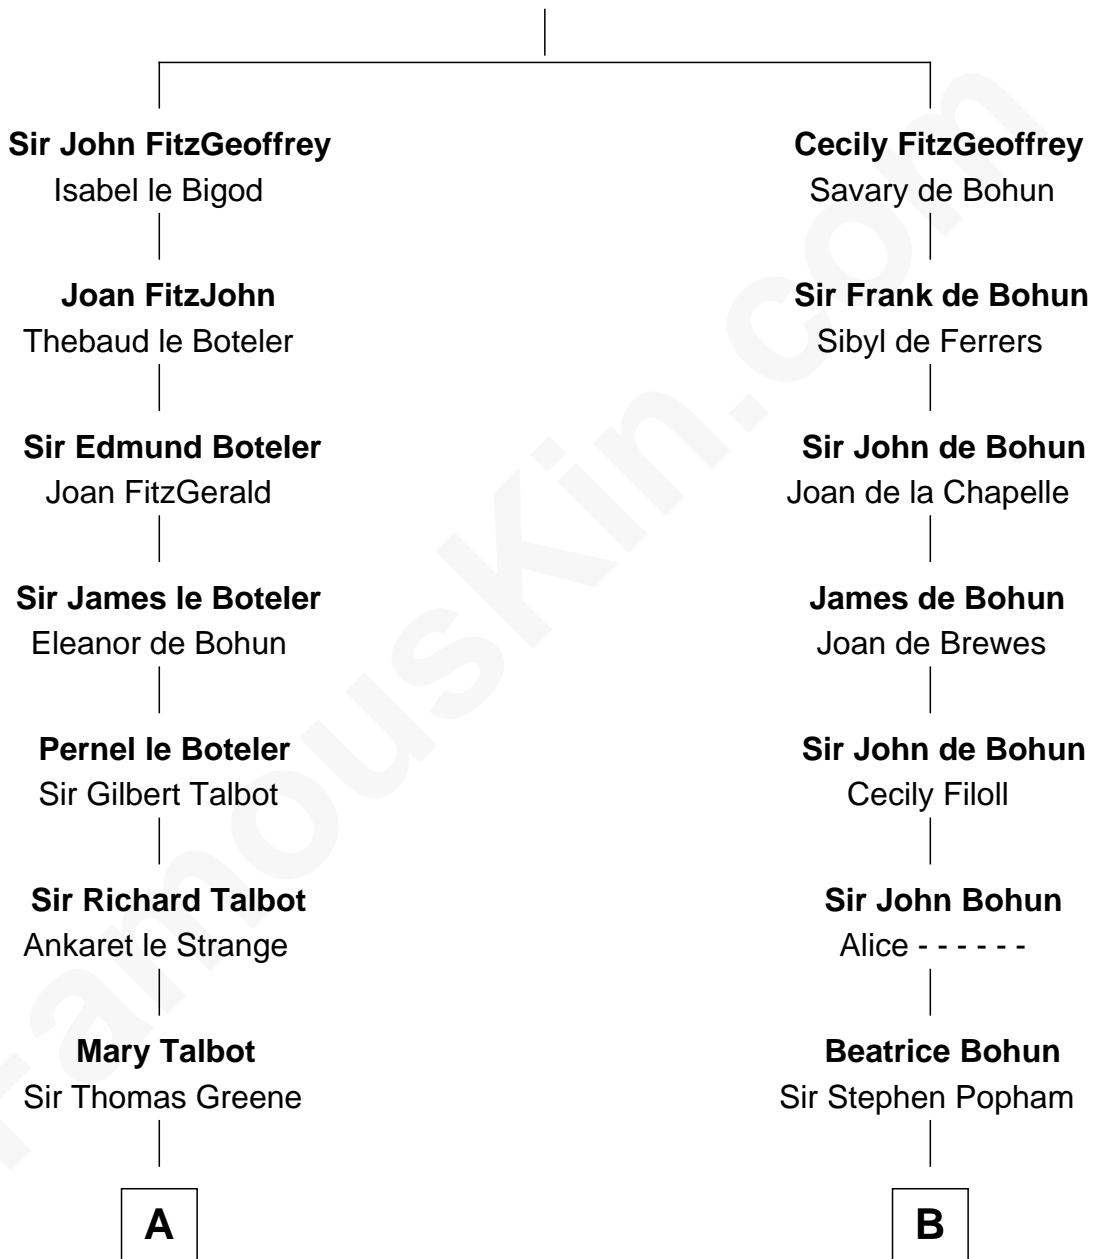 Sir John FitzGeoffrey
Isabel le Bigod
Joan FitzJohn
Thebaud le Boteler
Sir Edmund Boteler
Joan FitzGerald
Sir James le Boteler
Eleanor de Bohun
Pernel le Boteler
Sir Gilbert Talbot
Sir Richard Talbot
Ankaret le Strange
Mary Talbot
Sir Thomas Greene
A
Cecily FitzGeoffrey
Savary de Bohun
Sir Frank de Bohun
Sibyl de Ferrers
Sir John de Bohun
Joan de la Chapelle
James de Bohun
Joan de Brewes
Sir John de Bohun
Cecily Filoll
Sir John Bohun
Alice - - - - - -
Beatrice Bohun
Sir Stephen Popham
B
FamousKin.com